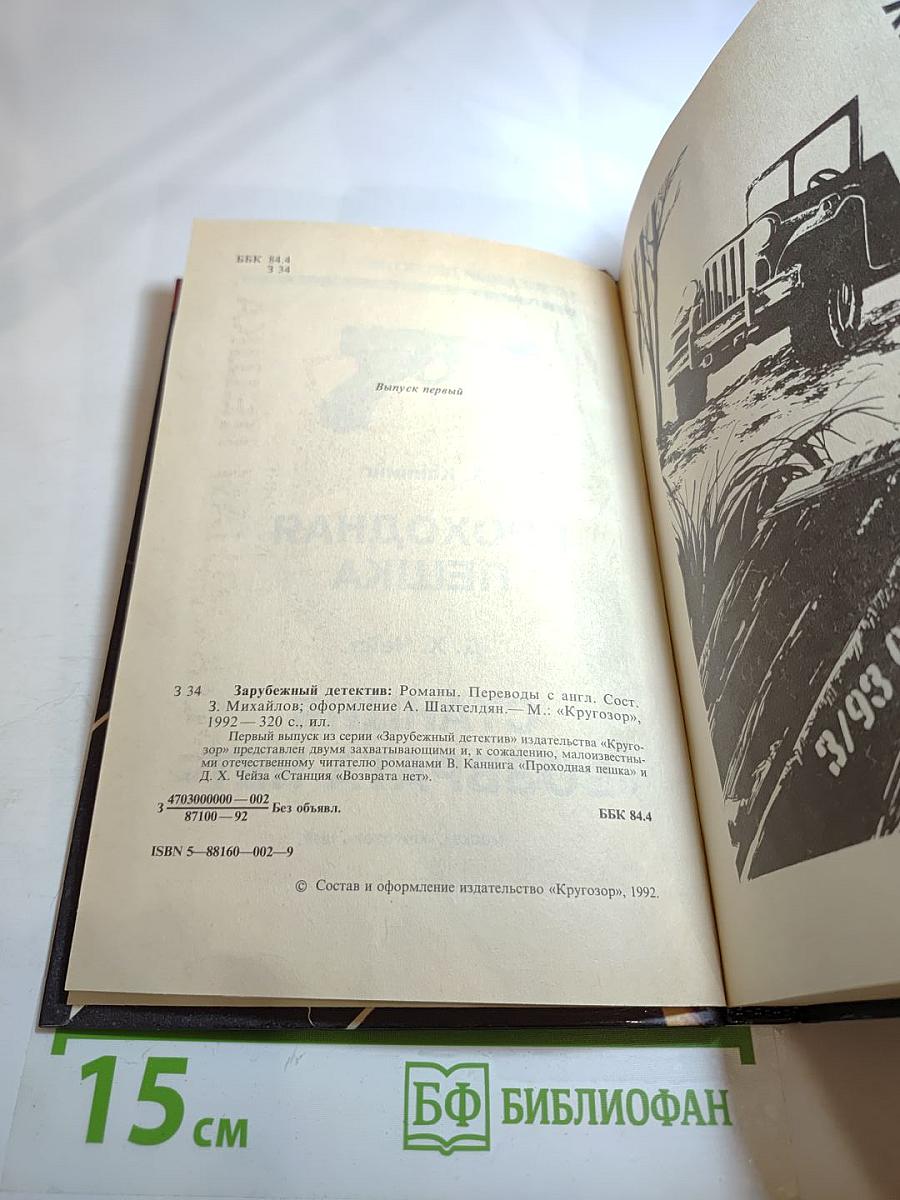 ББК 84.4
З 34
Выпуск первый
З 34 Зарубежный детектив: Романы. Переводы с англ. Сост.
З. Михайлов; оформление А. Шахгелдян.— М.: «Кругозор»,
1992 — 320 с., ил.
Первый выпуск из серии «Зарубежный детектив» издательства «Круго-
зор» представлен двумя захватывающими и, к сожалению, малоизвестны-
ми отечественному читателю романами В. Каннига «Проходная пешка» и
Д. Х. Чейза «Станция «Возврата нет».
З 4703000000—002
87100—92 Без объявл.
ББК 84.4
ISBN 5—88160—002—9
© Состав и оформление издательство «Кругозор», 1992.
3/93
15 см
БФ БИБЛИОФАН